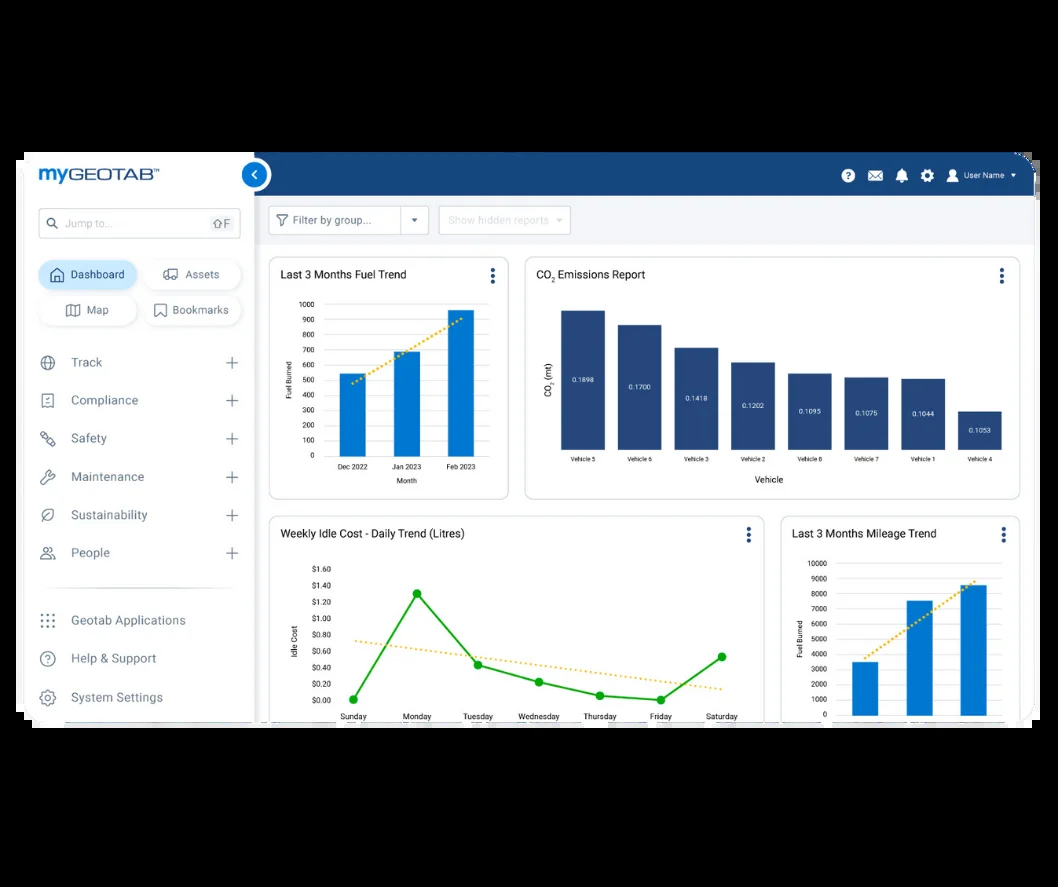 myGEOTAB™
User Name
Jump to...
F
Filter by group...
Show hidden reports
Dashboard
Assets
Map
Bookmarks
Track
Compliance
Safety
Maintenance
Sustainability
People
Geotab Applications
Help & Support
System Settings
Last 3 Months Fuel Trend
Fuel Burned
1000
900
800
700
600
500
400
300
200
100
0
Dec 2022 Jan 2023 Feb 2023
Month
CO2 Emissions Report
CO2 (mt)
0.1898 0.1700 0.1418 0.1202 0.1095 0.1075 0.1044 0.1053
Vehicle 5 Vehicle 6 Vehicle 3 Vehicle 2 Vehicle 8 Vehicle 7 Vehicle 1 Vehicle 4
Vehicle
Weekly Idle Cost - Daily Trend (Litres)
Idle Cost
$1.60
$1.40
$1.20
$1.00
$0.80
$0.60
$0.40
$0.20
$0.00
Sunday Monday Tuesday Wednesday Thursday Friday Saturday
Last 3 Months Mileage Trend
Fuel Burned
10000
9000
8000
7000
6000
5000
4000
3000
2000
1000
0